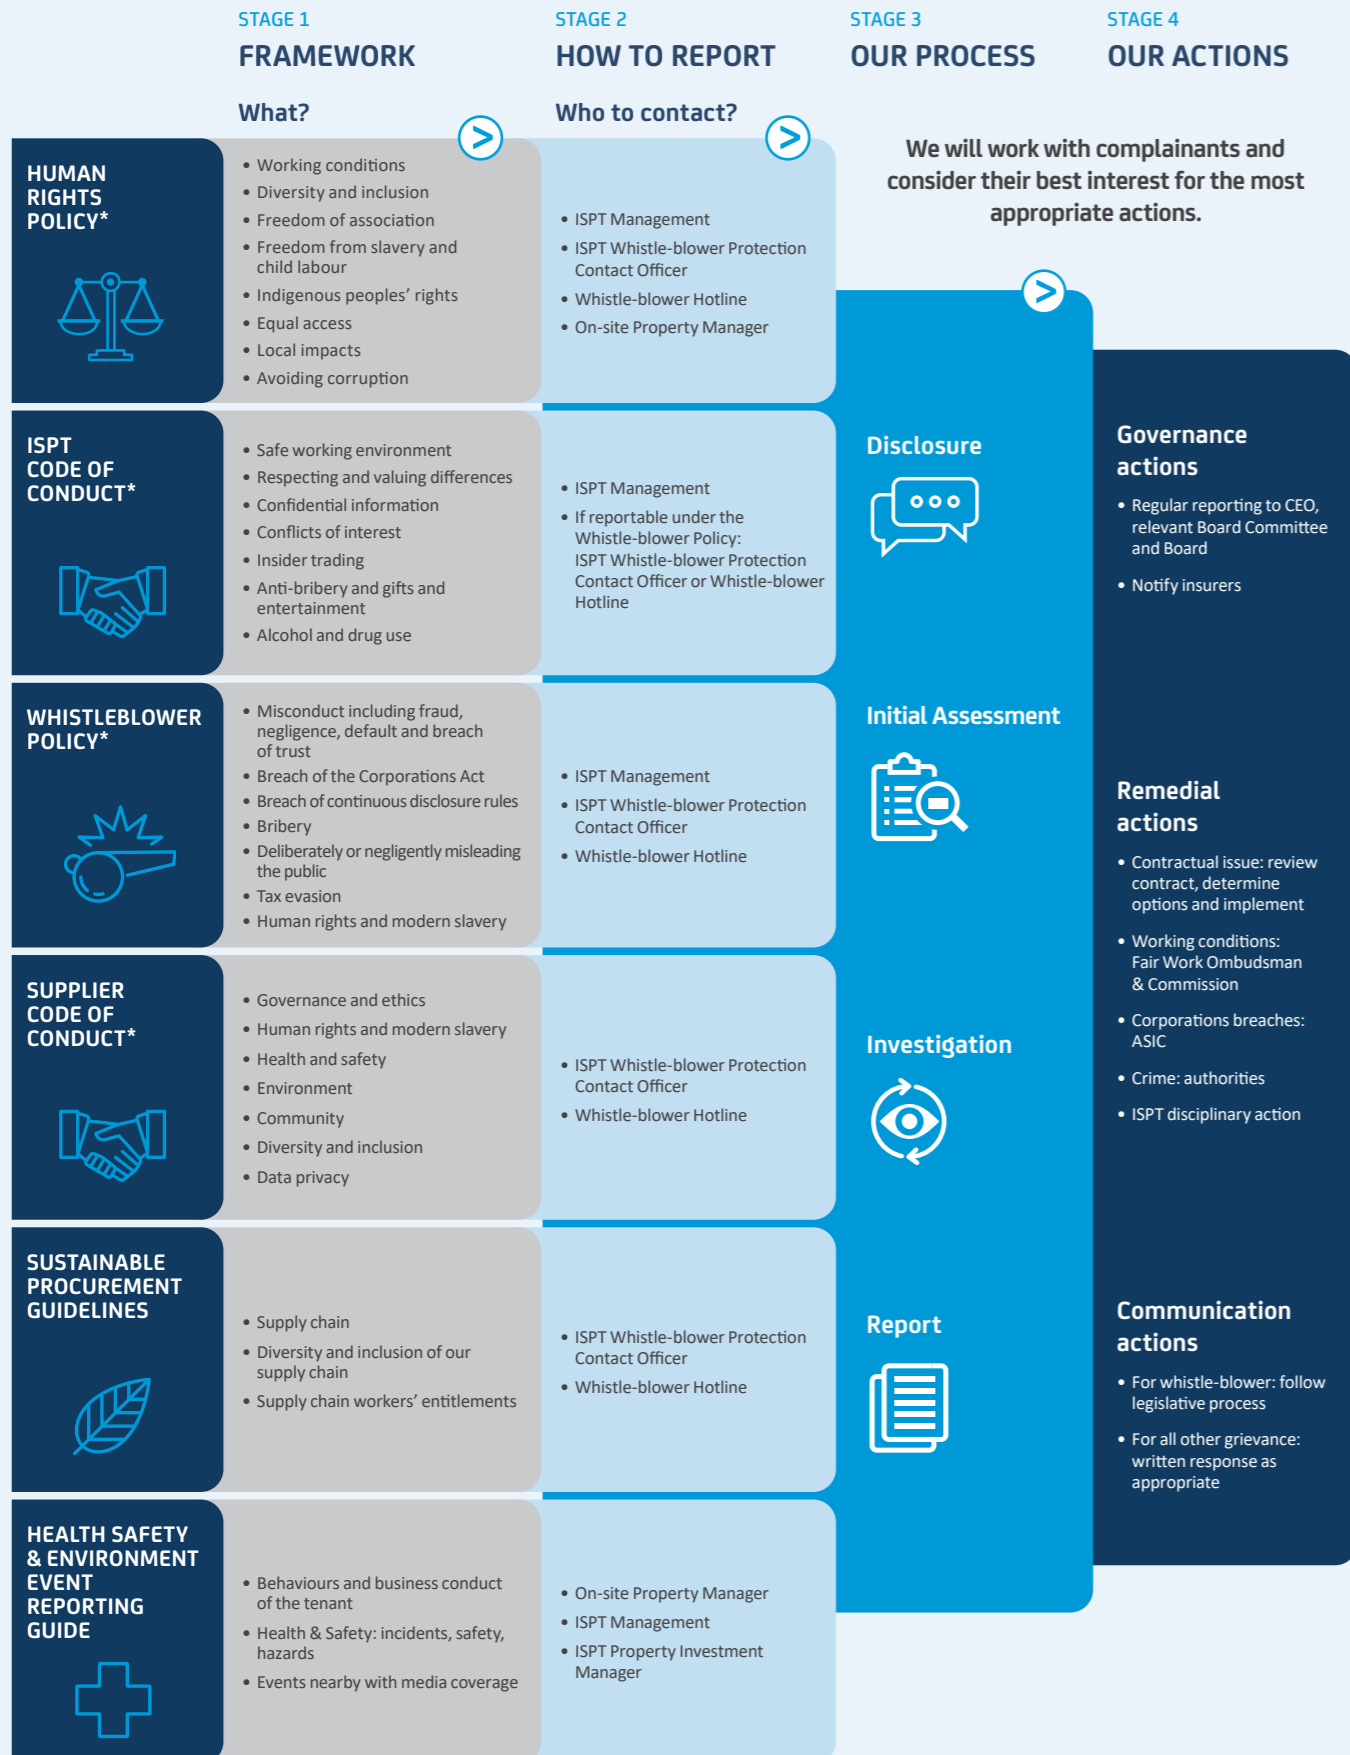 STAGE 1
FRAMEWORK
What?
STAGE 2
HOW TO REPORT
Who to contact?
STAGE 3
OUR PROCESS
STAGE 4
OUR ACTIONS
We will work with complainants and
consider their best interest for the most
appropriate actions.
HUMAN
RIGHTS
POLICY*
• Working conditions
• Diversity and inclusion
• Freedom of association
• Freedom from slavery and
child labour
• Indigenous peoples’ rights
• Equal access
• Local impacts
• Avoiding corruption
• ISPT Management
• ISPT Whistle-blower Protection
Contact Officer
• Whistle-blower Hotline
• On-site Property Manager
ISPT
CODE OF
CONDUCT*
• Safe working environment
• Respecting and valuing differences
• Confidential information
• Conflicts of interest
• Insider trading
• Anti-bribery and gifts and
entertainment
• Alcohol and drug use
• ISPT Management
• If reportable under the
Whistle-blower Policy:
ISPT Whistle-blower Protection
Contact Officer or Whistle-blower
Hotline
WHISTLEBLOWER
POLICY*
• Misconduct including fraud,
negligence, default and breach
of trust
• Breach of the Corporations Act
• Breach of continuous disclosure rules
• Bribery
• Deliberately or negligently misleading
the public
• Tax evasion
• Human rights and modern slavery
• ISPT Management
• ISPT Whistle-blower Protection
Contact Officer
• Whistle-blower Hotline
SUPPLIER
CODE OF
CONDUCT*
• Governance and ethics
• Human rights and modern slavery
• Health and safety
• Environment
• Community
• Diversity and inclusion
• Data privacy
• ISPT Whistle-blower Protection
Contact Officer
• Whistle-blower Hotline
SUSTAINABLE
PROCUREMENT
GUIDELINES
• Supply chain
• Diversity and inclusion of our
supply chain
• Supply chain workers’ entitlements
• ISPT Whistle-blower Protection
Contact Officer
• Whistle-blower Hotline
HEALTH SAFETY
& ENVIRONMENT
EVENT
REPORTING
GUIDE
• Behaviours and business conduct
of the tenant
• Health & Safety: incidents, safety,
hazards
• Events nearby with media coverage
• On-site Property Manager
• ISPT Management
• ISPT Property Investment
Manager
Disclosure
Initial Assessment
Investigation
Report
Governance
actions
• Regular reporting to CEO,
relevant Board Committee
and Board
• Notify insurers
Remedial
actions
• Contractual issue: review
contract, determine
options and implement
• Working conditions:
Fair Work Ombudsman
& Commission
• Corporations breaches:
ASIC
• Crime: authorities
• ISPT disciplinary action
Communication
actions
• For whistle-blower: follow
legislative process
• For all other grievance:
written response as
appropriate